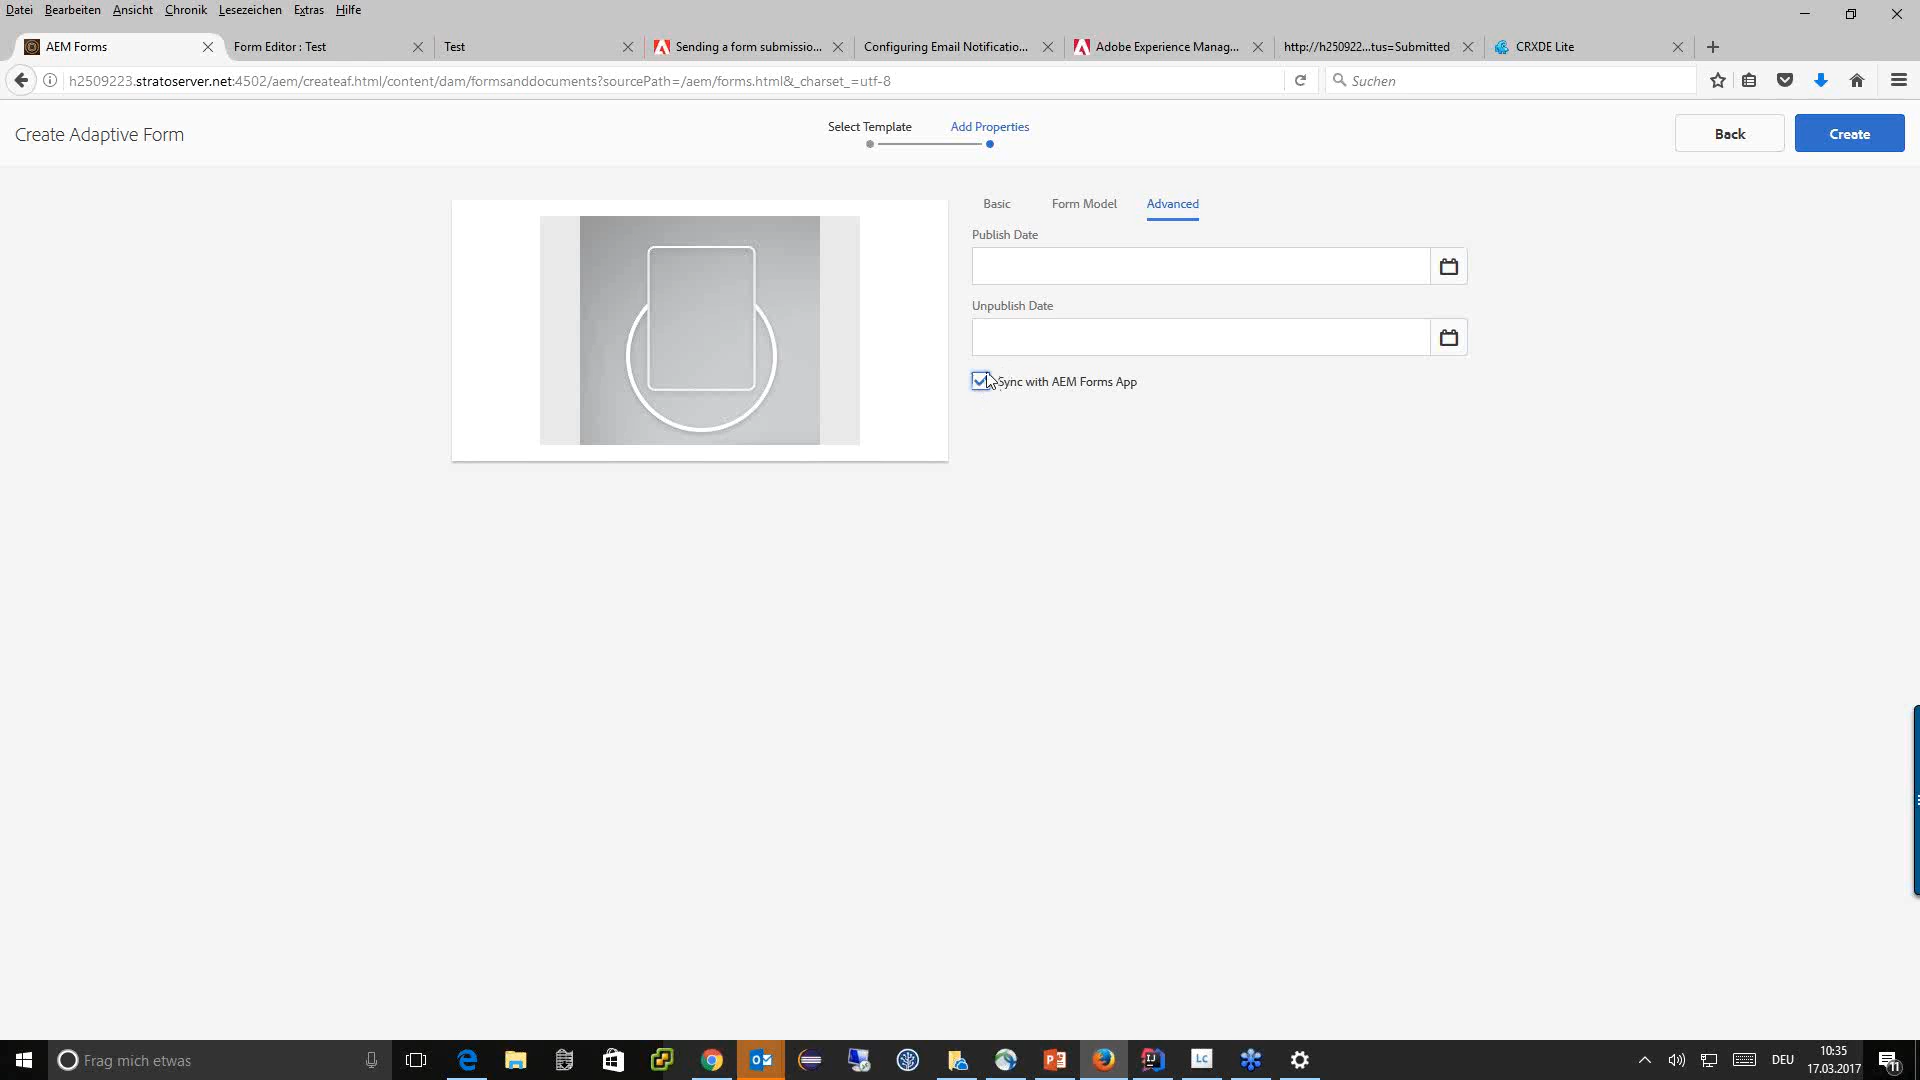 Datei Bearbeiten Ansicht Chronik Lesezeichen Extras Hilfe
AEM Forms
Form Editor : Test
Test
Sending a form submissio...
Configuring Email Notificatio...
Adobe Experience Manag...
http://h250922...tus=Submitted
CRXDE Lite
h2509223.stratoserver.net:4502/aem/createaf.html/content/dam/formsanddocuments?sourcePath=/aem/forms.html&_charset_=utf-8
Suchen
Create Adaptive Form
Select Template
Add Properties
Back
Create
Basic
Form Model
Advanced
Publish Date
Unpublish Date
Sync with AEM Forms App
Frag mich etwas
LC
DEU
10:35
17.03.2017
11